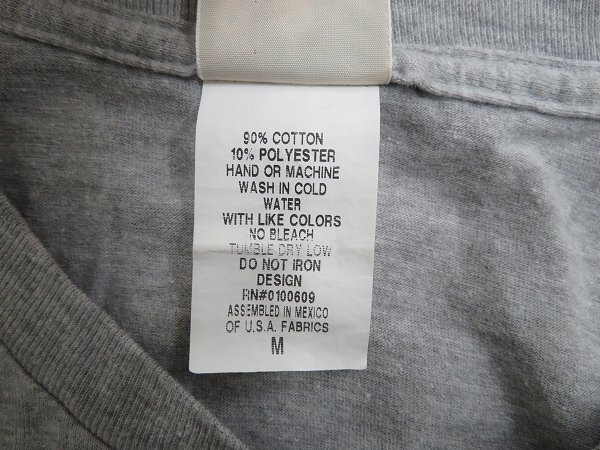 90% COTTON
10% POLYESTER
HAND OR MACHINE
WASH IN COLD
WATER
WITH LIKE COLORS
NO BLEACH
TUMBLE DRY LOW
DO NOT IRON
DESIGN
RN#0100609
ASSEMBLED IN MEXICO
OF U.S.A. FABRICS
M